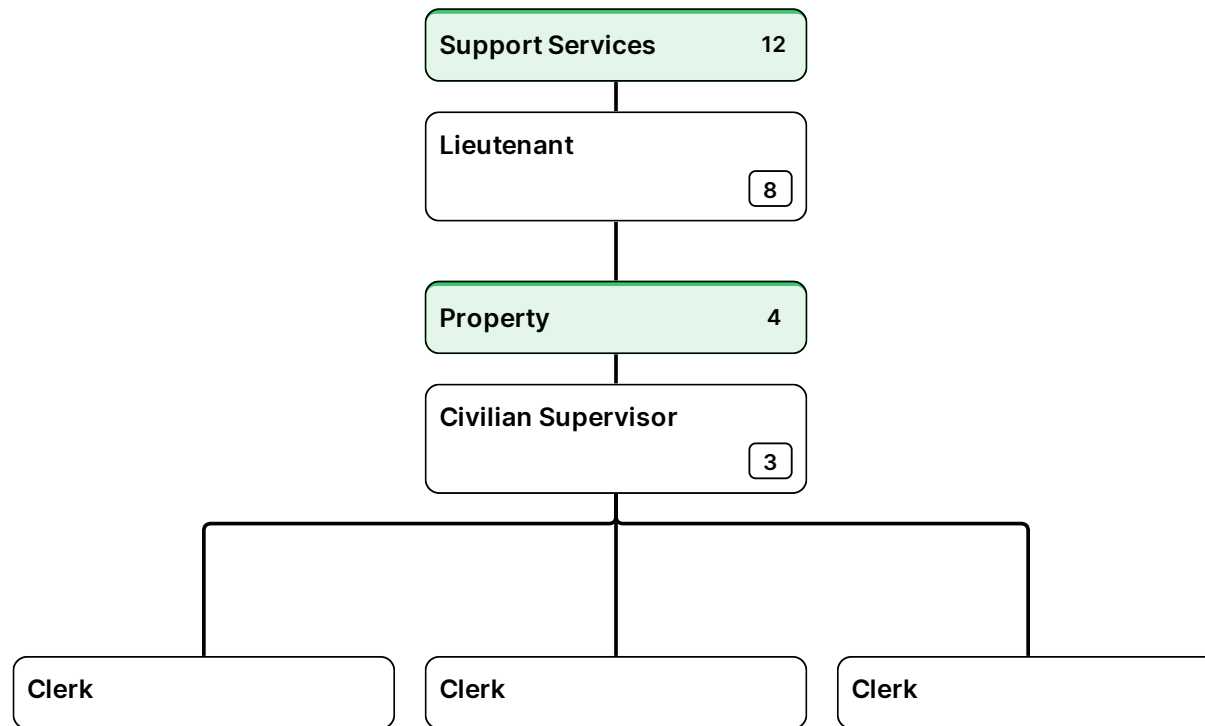 Support Services 12
Lieutenant
8
Property 4
Civilian Supervisor
3
Clerk Clerk Clerk